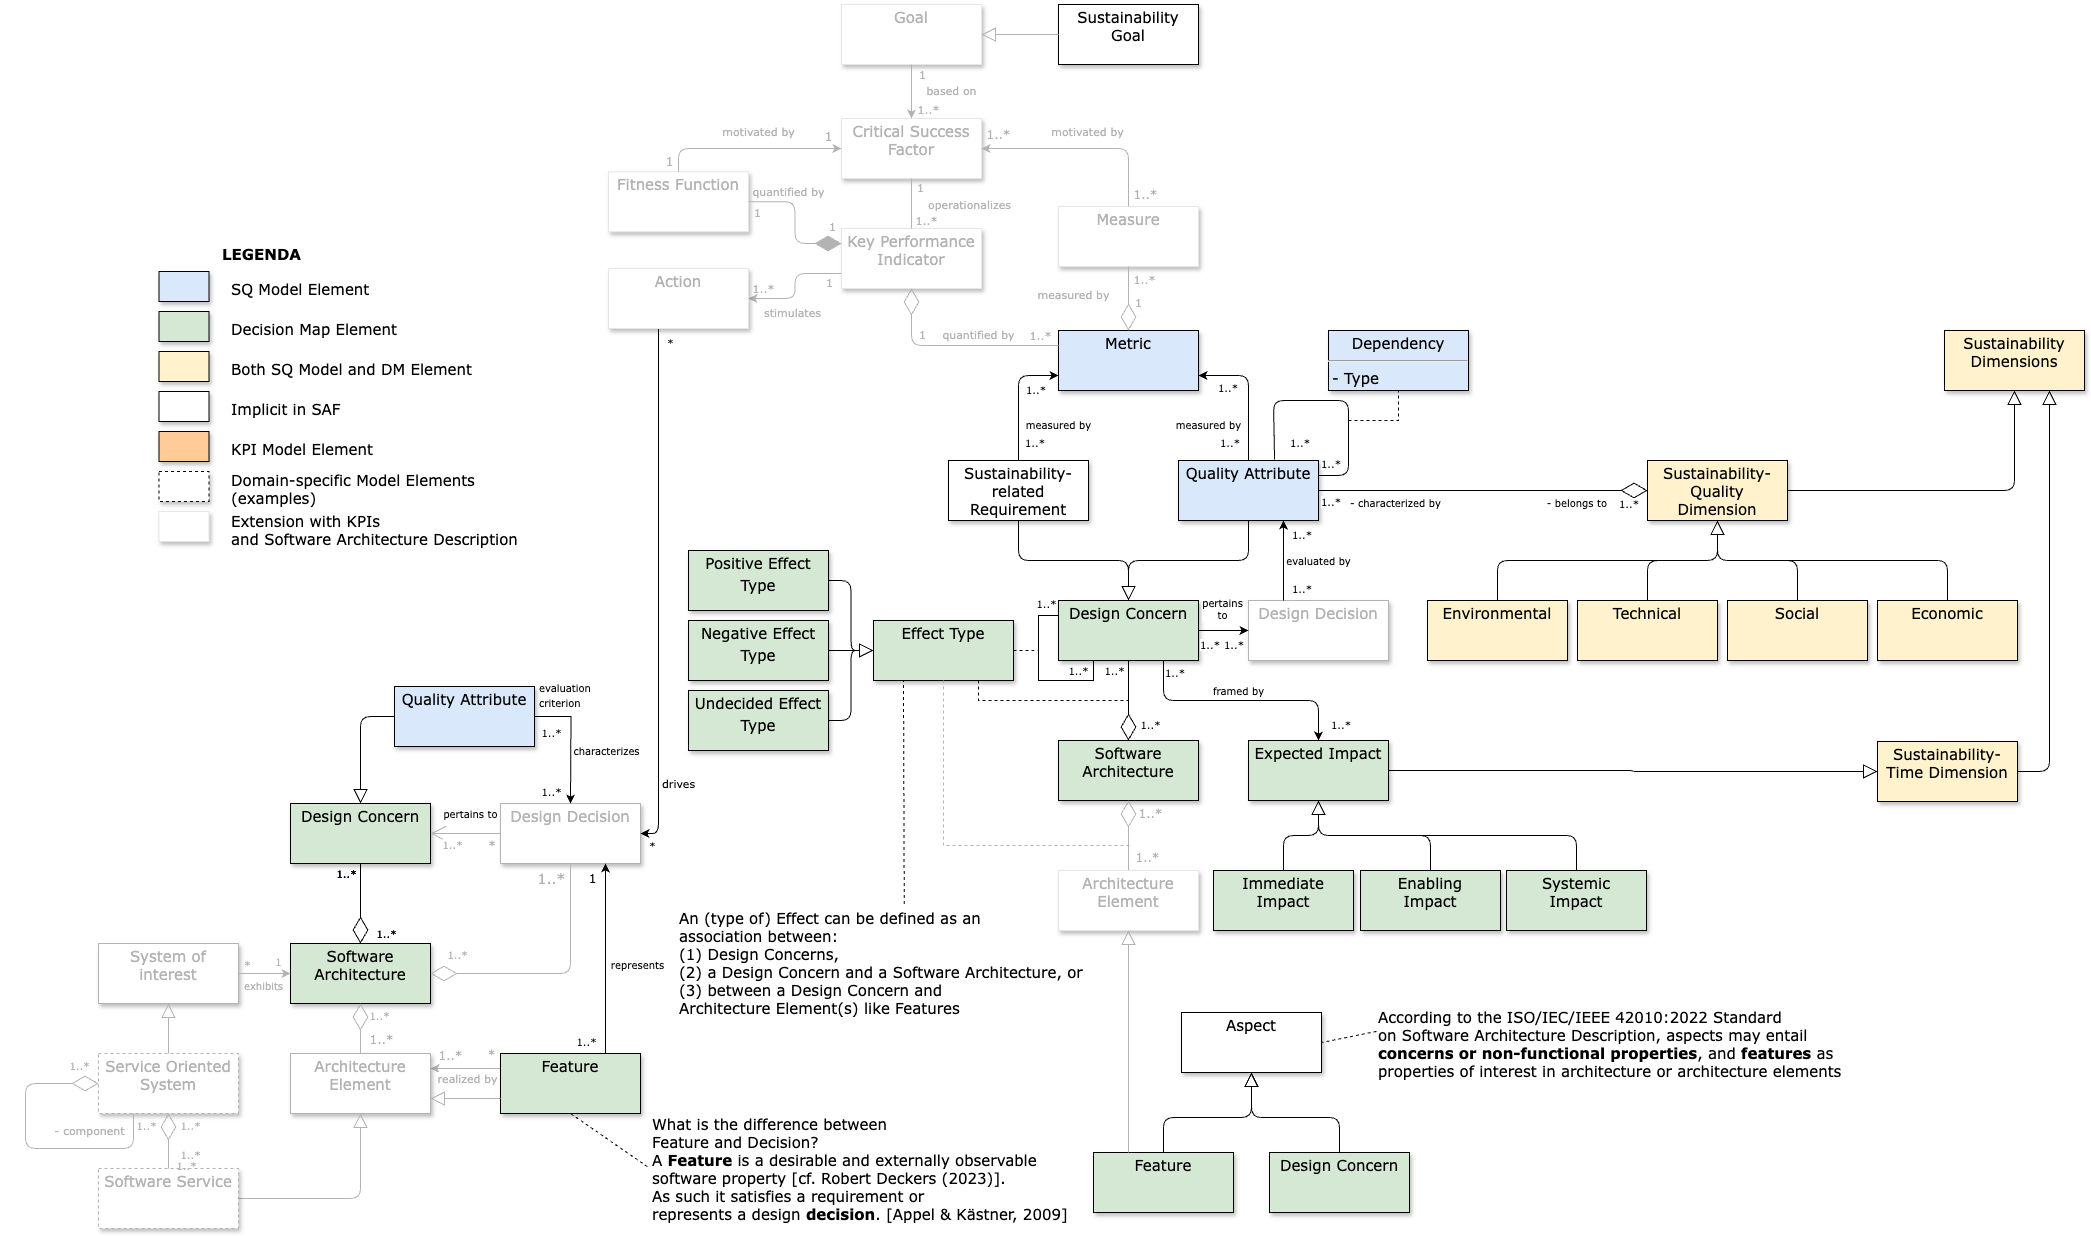 Goal
Sustainability
Goal
1
based on
1..*
motivated by
1
Critical Success
Factor
1..*
motivated by
1
Fitness Function
quantified by
1
1
operationalizes
1..*
1..*
Measure
1
Key Performance
Indicator
LEGENDA
SQ Model Element
Decision Map Element
Both SQ Model and DM Element
Implicit in SAF
KPI Model Element
Domain-specific Model Elements
(examples)
Extension with KPIs
and Software Architecture Description
Action
1..*
1
stimulates
*
1..*
measured by
1
1
quantified by
1..*
Metric
Dependency
- Type
Sustainability
Dimensions
1..*
measured by
1..*
1..*
measured by
1..*
1..*
1..*
Sustainability-
related
Requirement
Quality Attribute
1..*
- characterized by
- belongs to
1..*
Sustainability-
Quality
Dimension
1..*
evaluated by
1..*
Positive Effect
Type
Negative Effect
Type
Undecided Effect
Type
Effect Type
1..*
Design Concern
pertains
to
1..*
1..*
Design Decision
Environmental
Technical
Social
Economic
1..*
1..*
1..*
framed by
1..*
1..*
Software
Architecture
Expected Impact
Sustainability-
Time Dimension
Quality Attribute
evaluation
criterion
1..*
characterizes
1..*
drives
Design Concern
pertains to
1..*
*
Design Decision
*
1..*
1..*
Architecture
Element
Immediate
Impact
Enabling
Impact
Systemic
Impact
1..*
1..*
1
An (type of) Effect can be defined as an
association between:
(1) Design Concerns,
(2) a Design Concern and a Software Architecture, or
(3) between a Design Concern and
Architecture Element(s) like Features
1..*
System of
interest
*
1
exhibits
Software
Architecture
1..*
represents
1..*
1..*
1..*
Service Oriented
System
1..*
- component
1..*
1..*
1..*
1..*
Software Service
Architecture
Element
1..*
*
realized by
1..*
Feature
What is the difference between
Feature and Decision?
A Feature is a desirable and externally observable
software property [cf. Robert Deckers (2023)].
As such it satisfies a requirement or
represents a design decision. [Appel & Kästner, 2009]
Aspect
According to the ISO/IEC/IEEE 42010:2022 Standard
on Software Architecture Description, aspects may entail
concerns or non-functional properties, and features as
properties of interest in architecture or architecture elements
Feature
Design Concern